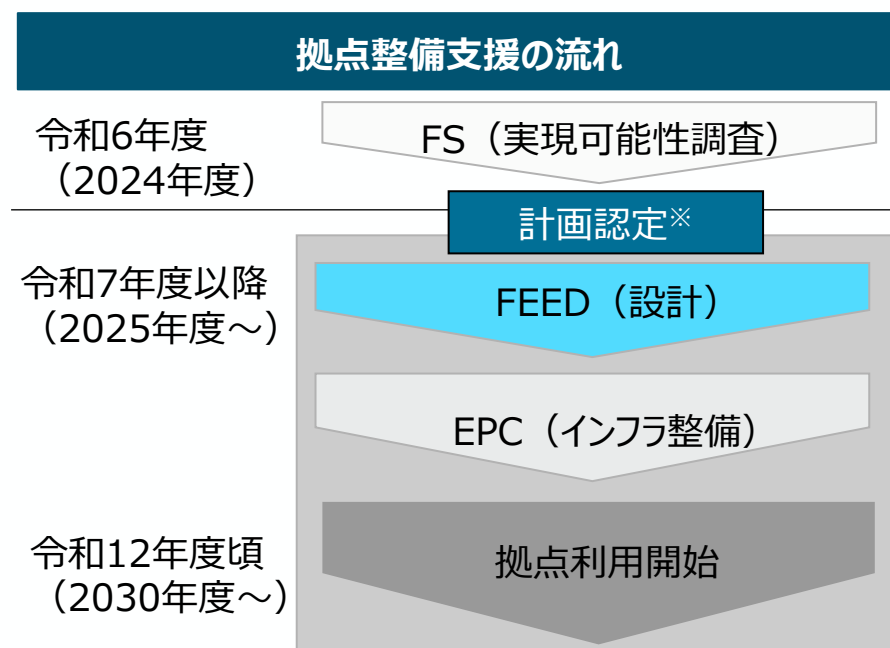 拠点整備支援の流れ
令和6年度
（2024年度）
FS（実現可能性調査）
計画認定※
令和7年度以降
（2025年度～）
FEED（設計）
EPC（インフラ整備）
令和12年度頃
（2030年度～）
拠点利用開始